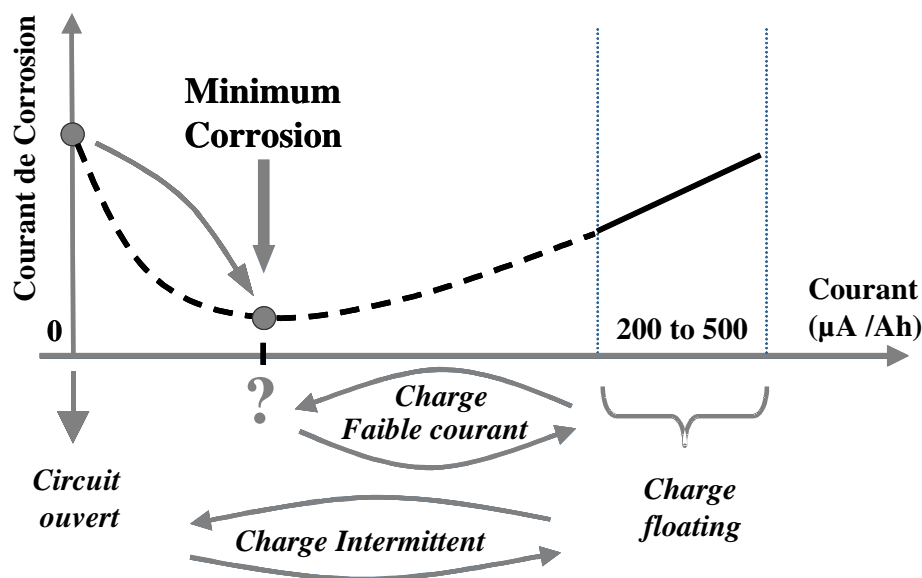 Courant de Corrosion
Minimum
Corrosion
0
Courant
(µA /Ah)
200 to 500
?
Charge
Faible courant
Circuit
ouvert
Charge
floating
Charge Intermittent